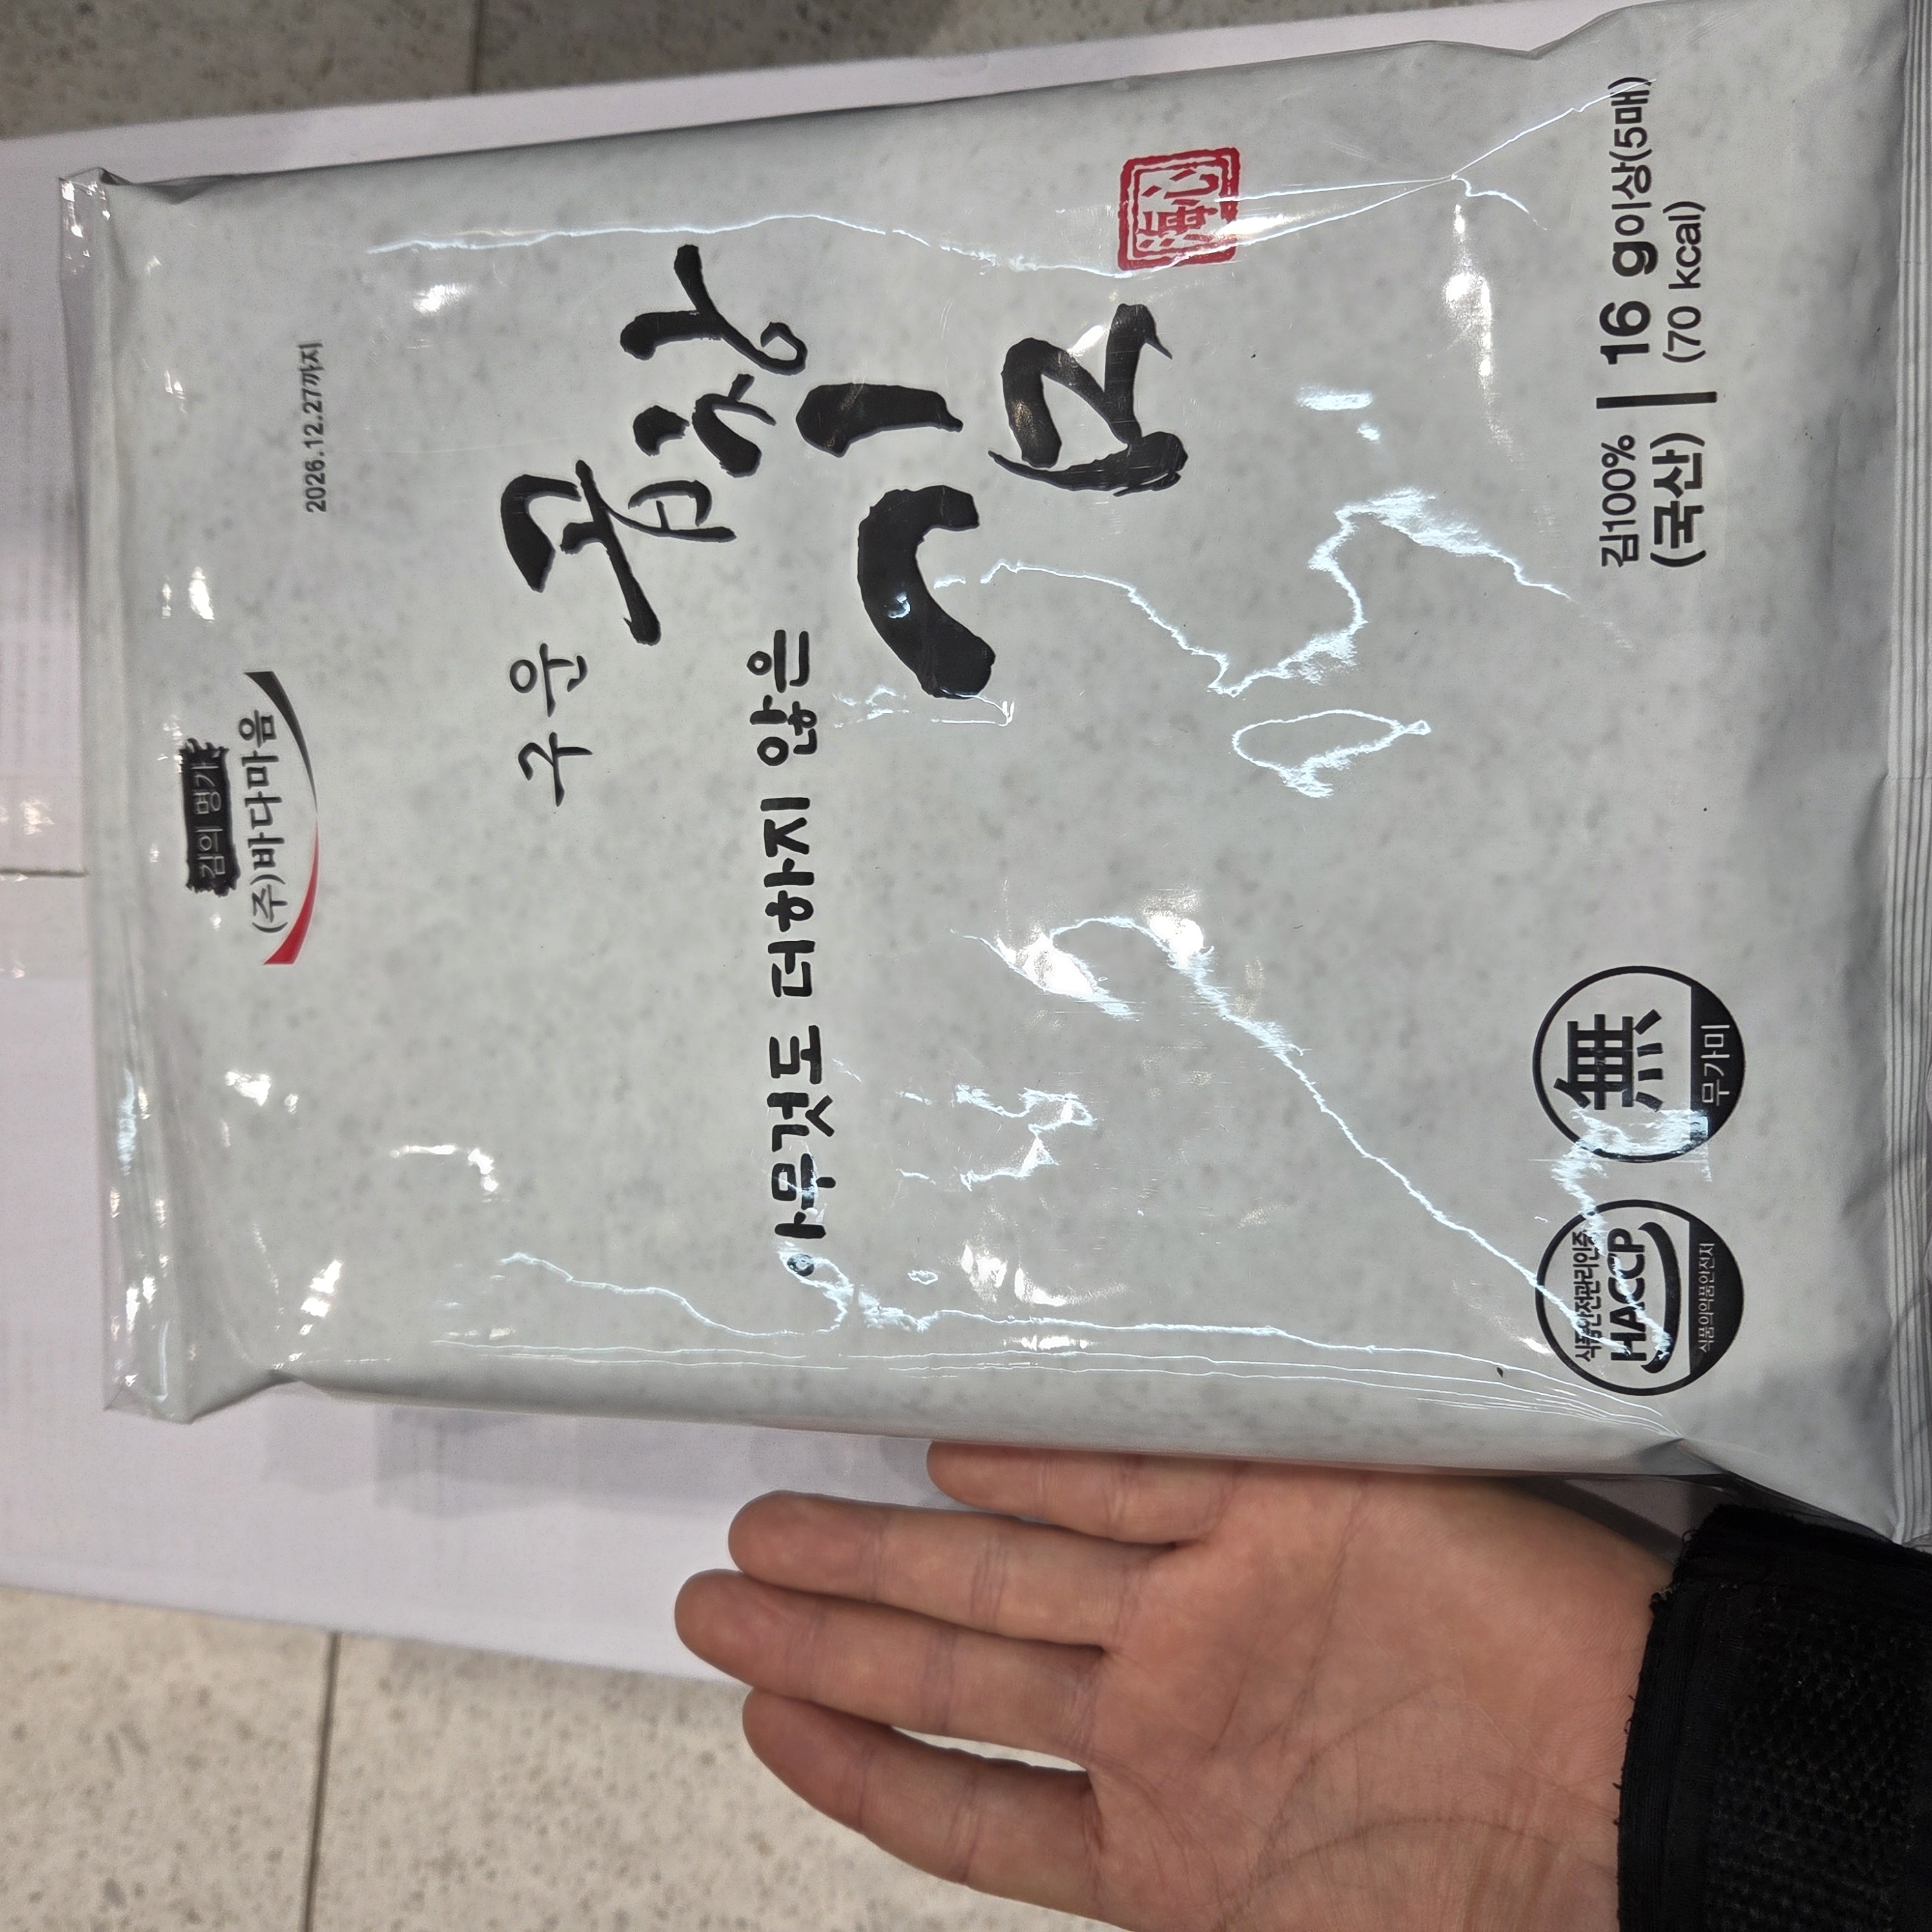 김의 명가
(주)바다마음
2026.12.27까지
구운 곱창
김
아무것도 더하지 않은
海心
김100%
(국산)
16 g이상(5매)
(70 kcal)
식품안전관리인증
HACCP
식품의약품안전처
無
무가미